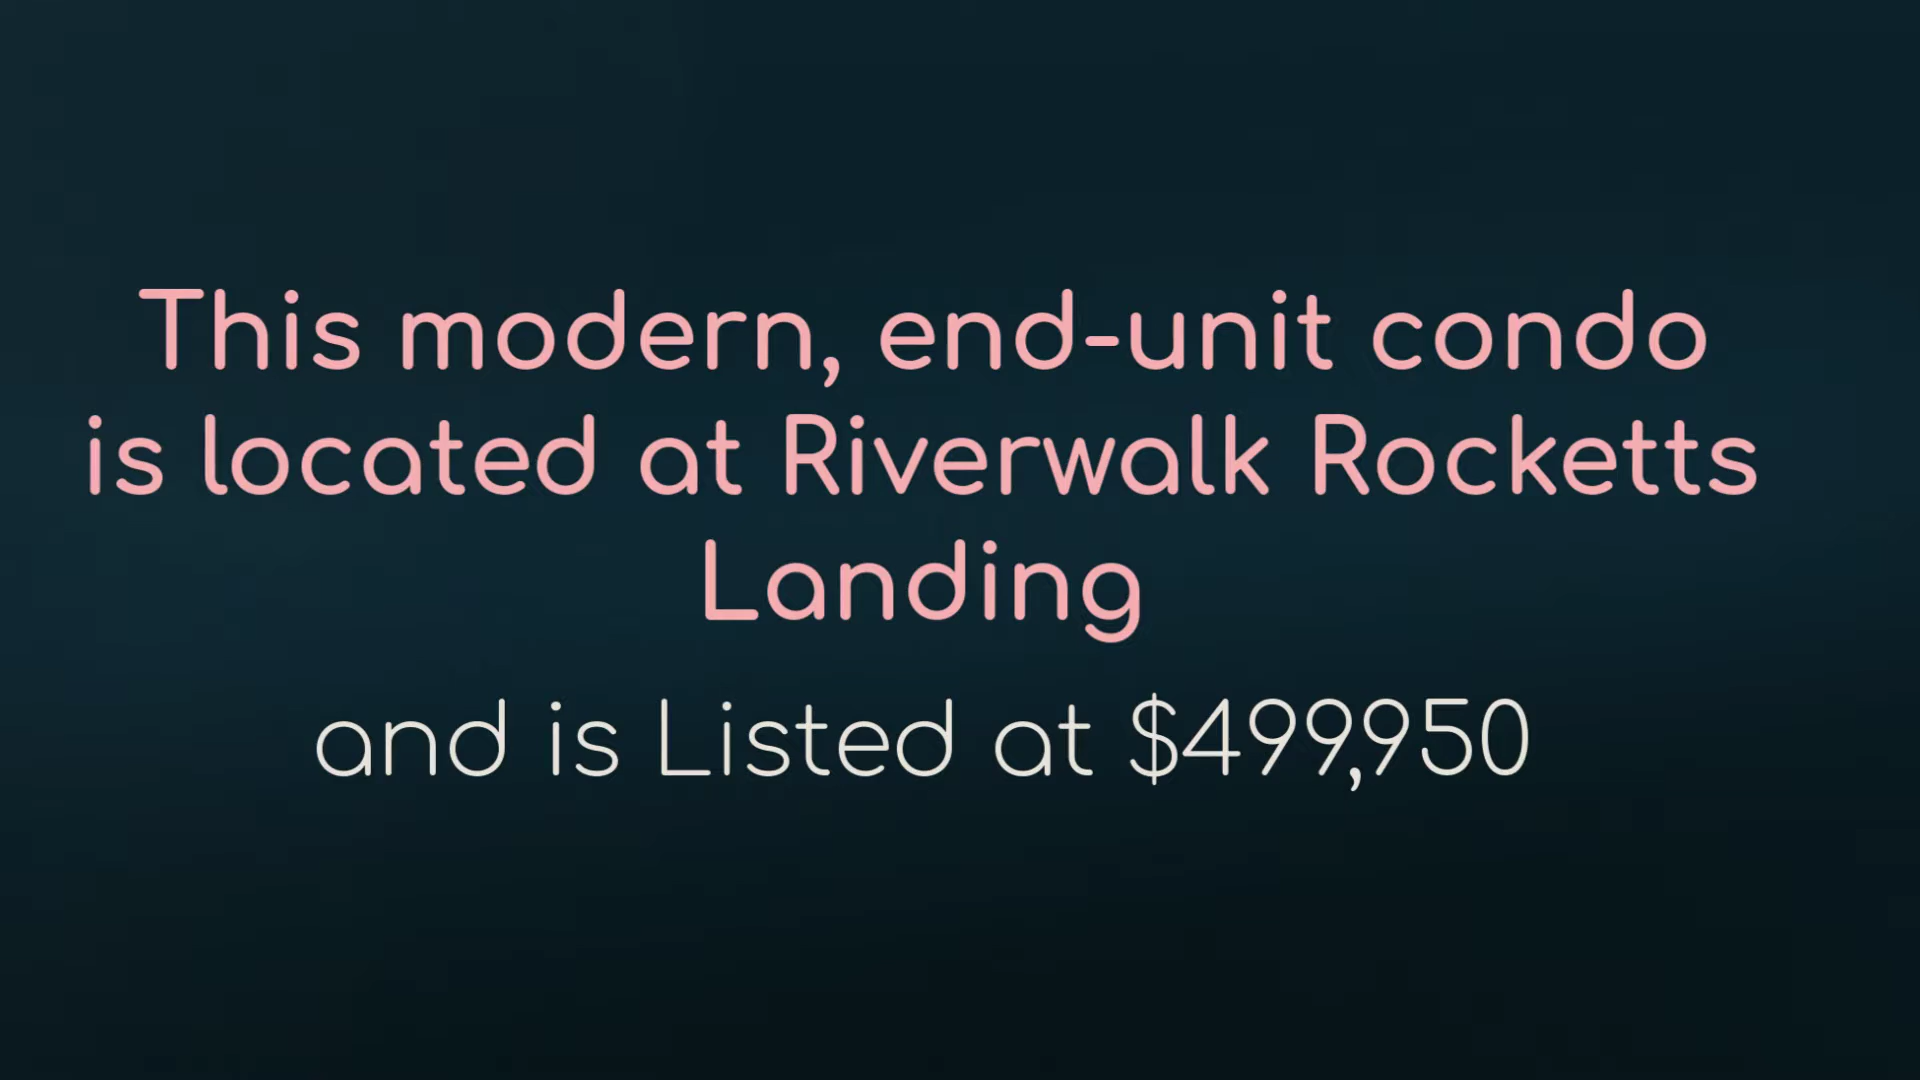 This modern, end-unit condo
is located at Riverwalk Rocketts
Landing
and is Listed at $499,950